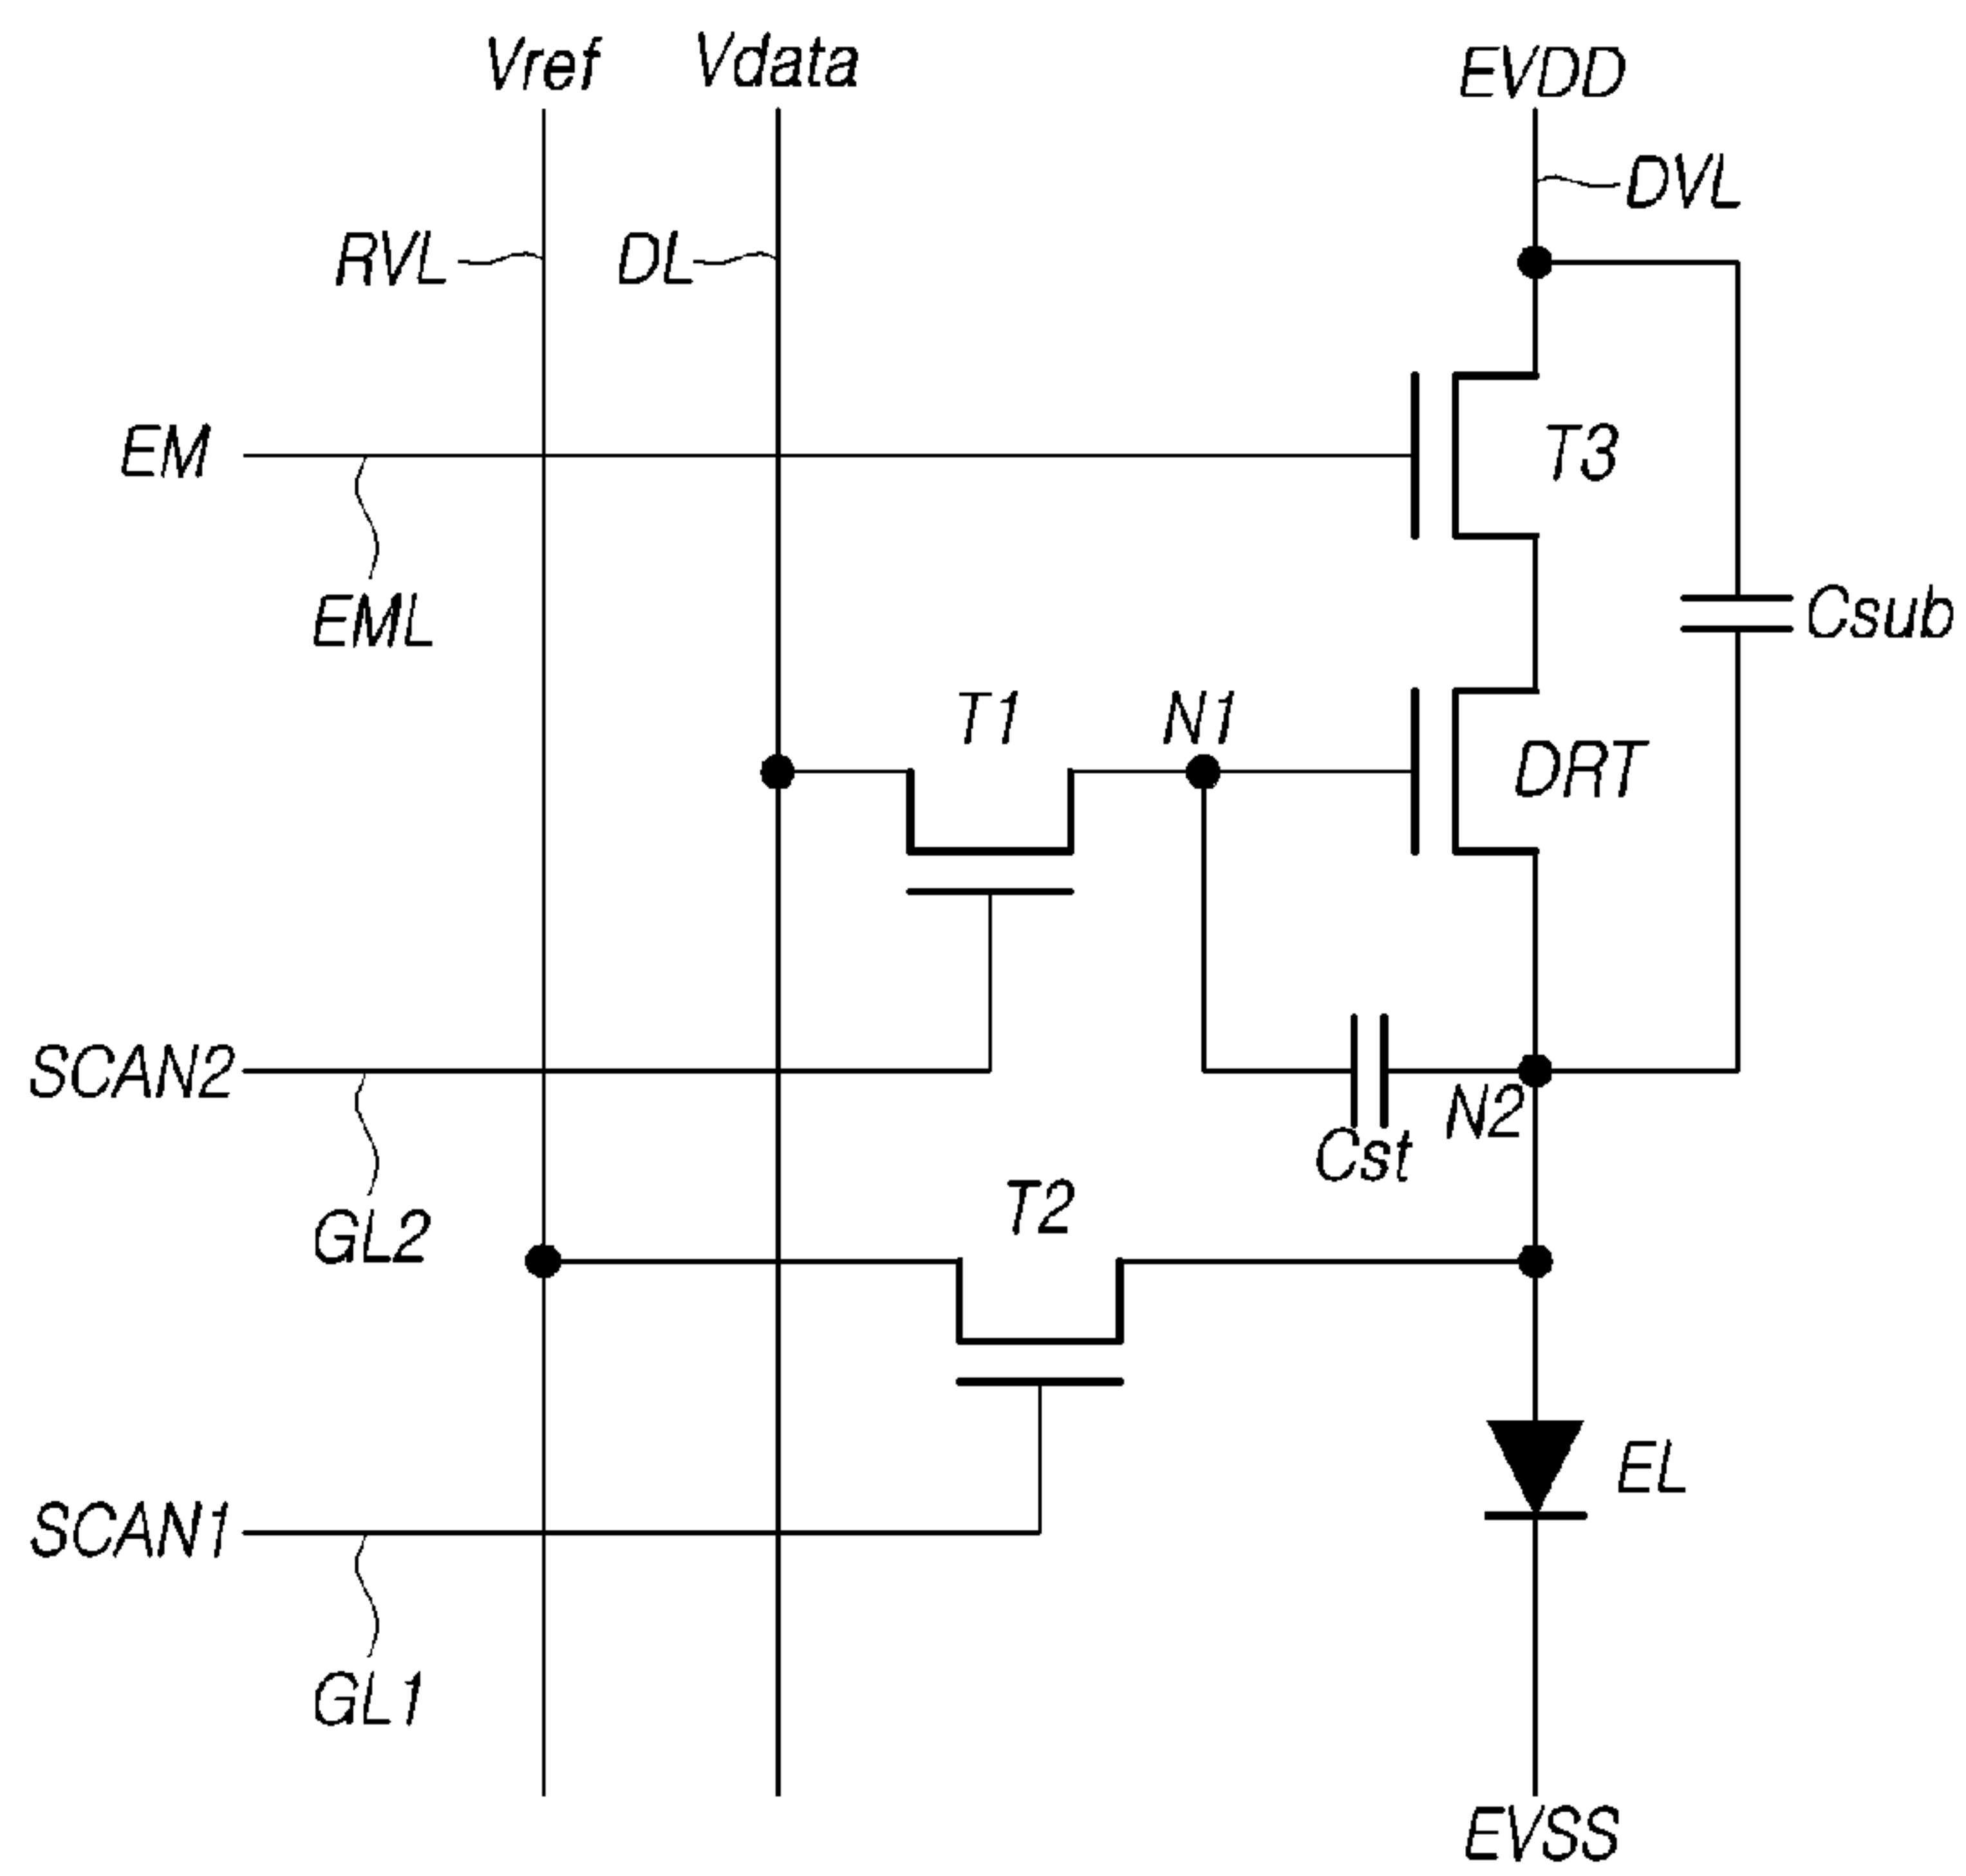 Vref
Vdata
EVDD
DVL
RVL
DL
EM
T3
EML
Csub
T1
N1
DRT
SCAN2
N2
Cst
T2
GL2
EL
SCAN1
GL1
EVSS